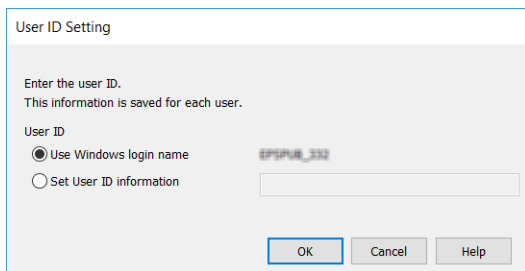 User ID Setting
Enter the user ID.
This information is saved for each user.
User ID
Use Windows login name
Set User ID information
OK Cancel Help